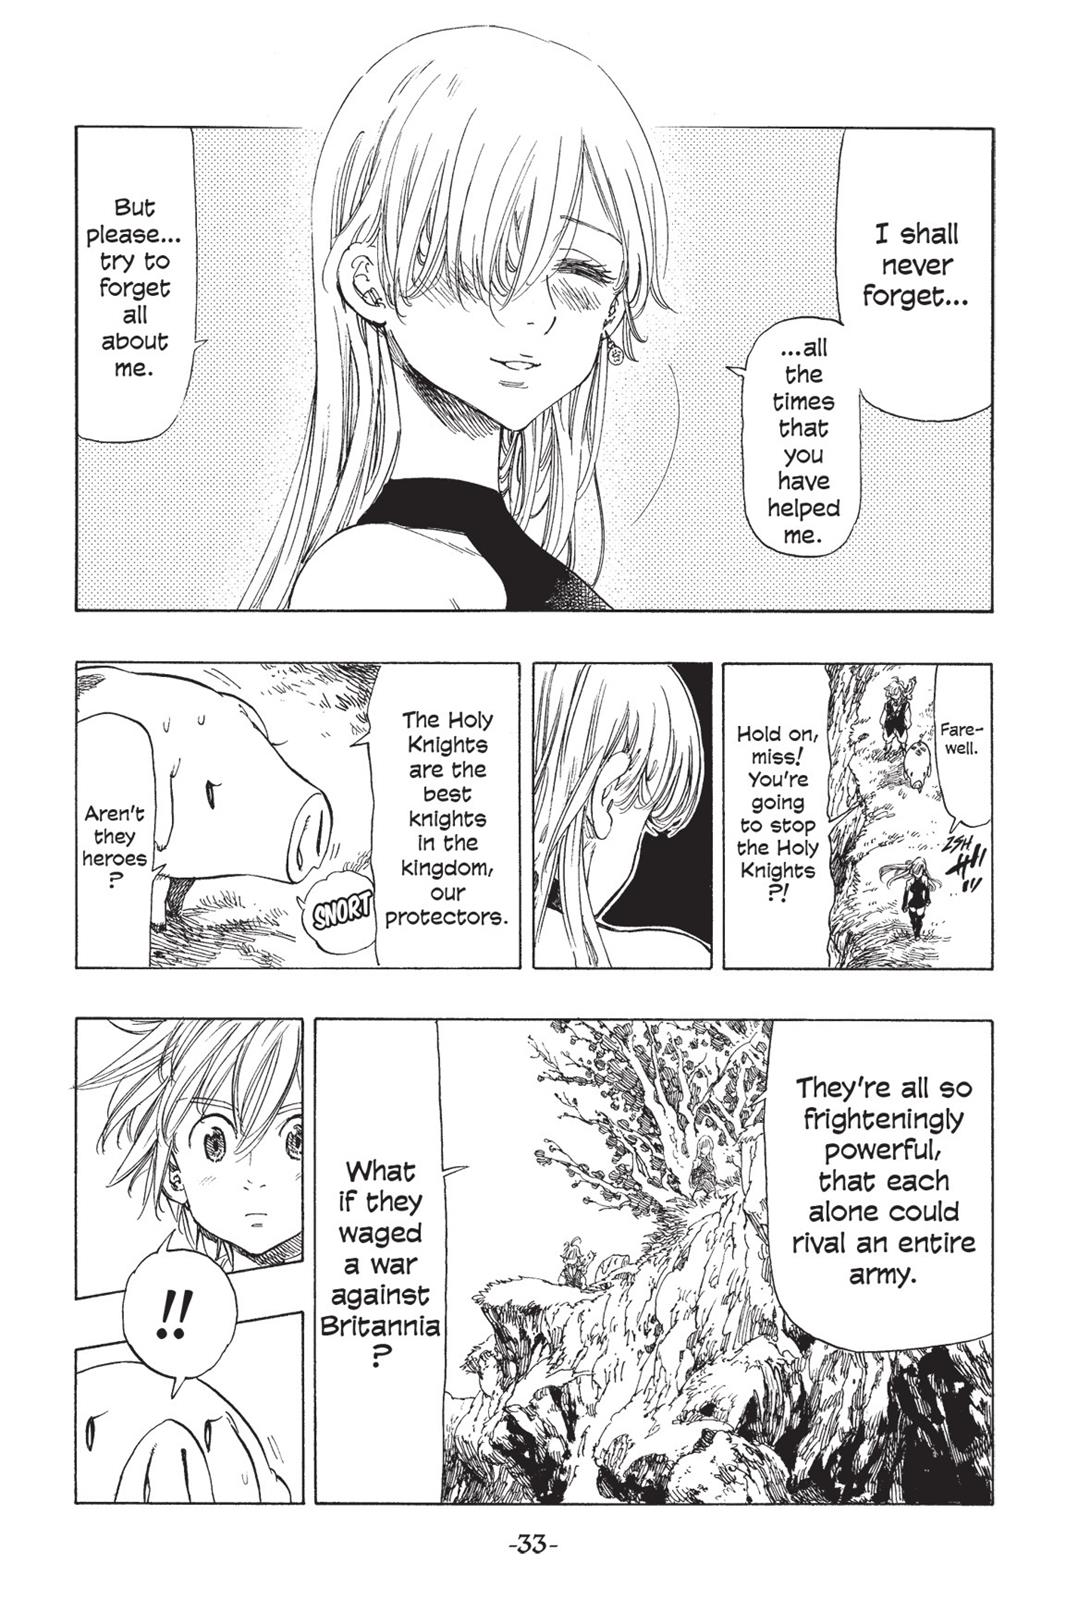 I shall
never
forget...
...all
the
times
that
you
have
helped
me.
But
please...
try to
forget
all
about
me.
Fare-
well.
ZSH
Hold on,
miss!
You're
going
to stop
the Holy
Knights
?!
The Holy
Knights
are the
best
knights
in the
kingdom,
our
protectors.
SNORT
Aren't
they
heroes
?
They're all so
frighteningly
powerful,
that each
alone could
rival an entire
army.
What
if they
waged
a war
against
Britannia
?
!!
-33-